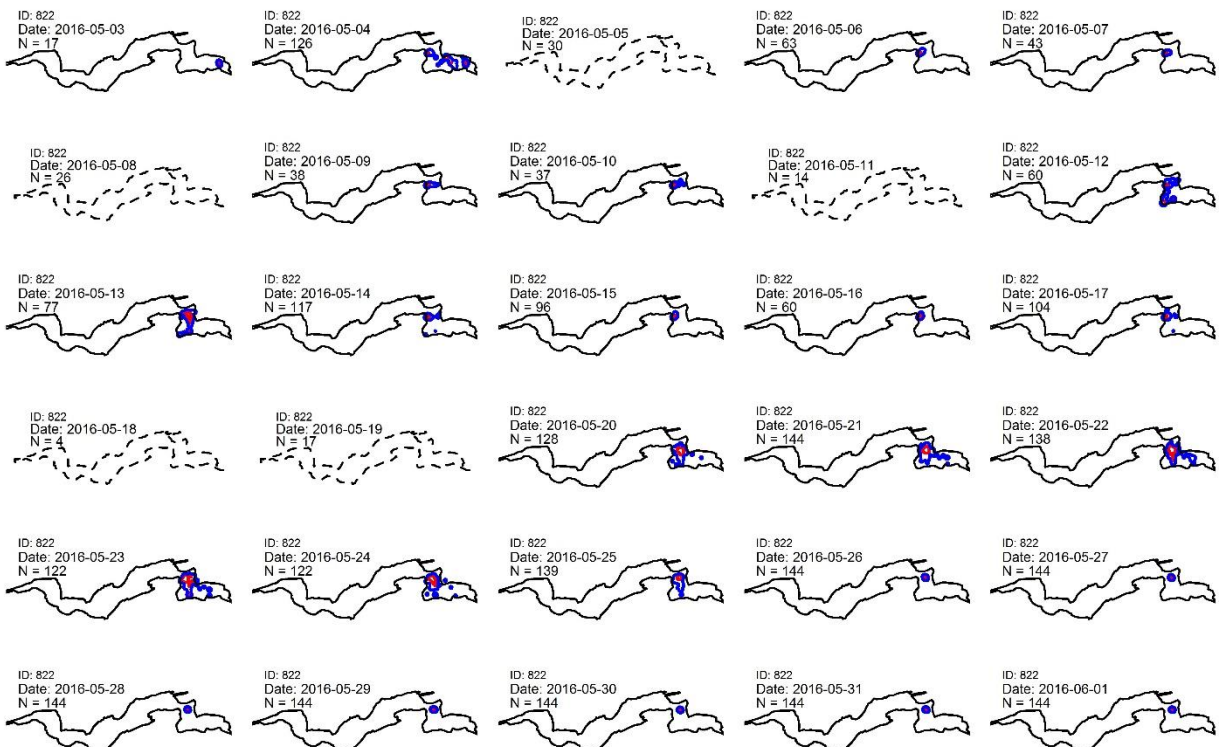 ID: 822
Date: 2016-05-03
N = 17
ID: 822
Date: 2016-05-04
N = 126
ID: 822
Date: 2016-05-05
N = 30
ID: 822
Date: 2016-05-06
N = 63
ID: 822
Date: 2016-05-07
N = 43
ID: 822
Date: 2016-05-08
N = 26
ID: 822
Date: 2016-05-09
N = 38
ID: 822
Date: 2016-05-10
N = 37
ID: 822
Date: 2016-05-11
N = 14
ID: 822
Date: 2016-05-12
N = 60
ID: 822
Date: 2016-05-13
N = 77
ID: 822
Date: 2016-05-14
N = 117
ID: 822
Date: 2016-05-15
N = 96
ID: 822
Date: 2016-05-16
N = 60
ID: 822
Date: 2016-05-17
N = 104
ID: 822
Date: 2016-05-18
N = 4
ID: 822
Date: 2016-05-19
N = 17
ID: 822
Date: 2016-05-20
N = 128
ID: 822
Date: 2016-05-21
N = 144
ID: 822
Date: 2016-05-22
N = 138
ID: 822
Date: 2016-05-23
N = 122
ID: 822
Date: 2016-05-24
N = 122
ID: 822
Date: 2016-05-25
N = 139
ID: 822
Date: 2016-05-26
N = 144
ID: 822
Date: 2016-05-27
N = 144
ID: 822
Date: 2016-05-28
N = 144
ID: 822
Date: 2016-05-29
N = 144
ID: 822
Date: 2016-05-30
N = 144
ID: 822
Date: 2016-05-31
N = 144
ID: 822
Date: 2016-06-01
N = 144